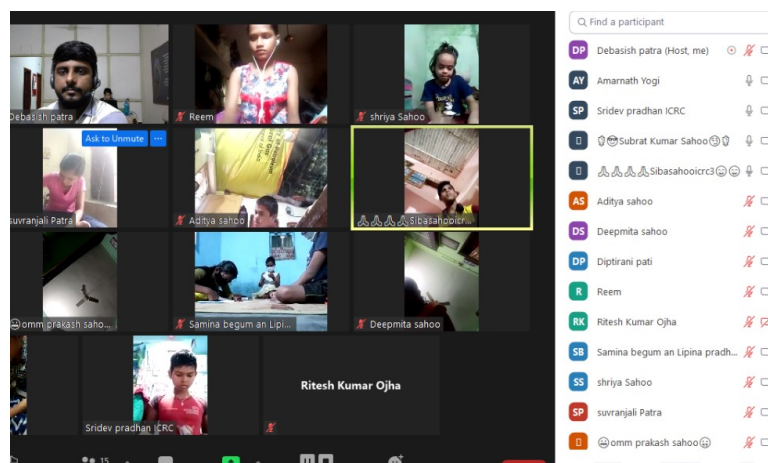 Debasish patra
Reem
shriya Sahoo
Ask to Unmute ...
suvranjali Patra
Aditya sahoo
🙏🙏🙏🙏Sibasahooicr...
😀omm prakash saho...
Samina begum an Lipi...
Deepmita sahoo
Sridev pradhan ICRC
Ritesh Kumar Ojha
15
Find a participant
DP Debasish patra (Host, me)
AY Amarnath Yogi
SP Sridev pradhan ICRC
Subrat Kumar Sahoo
🙏🙏🙏🙏Sibasahooicrc3
AS Aditya sahoo
DS Deepmita sahoo
DP Diptirani pati
R Reem
RK Ritesh Kumar Ojha
SB Samina begum an Lipina pradh...
SS shriya Sahoo
SP suvranjali Patra
omm prakash sahoo